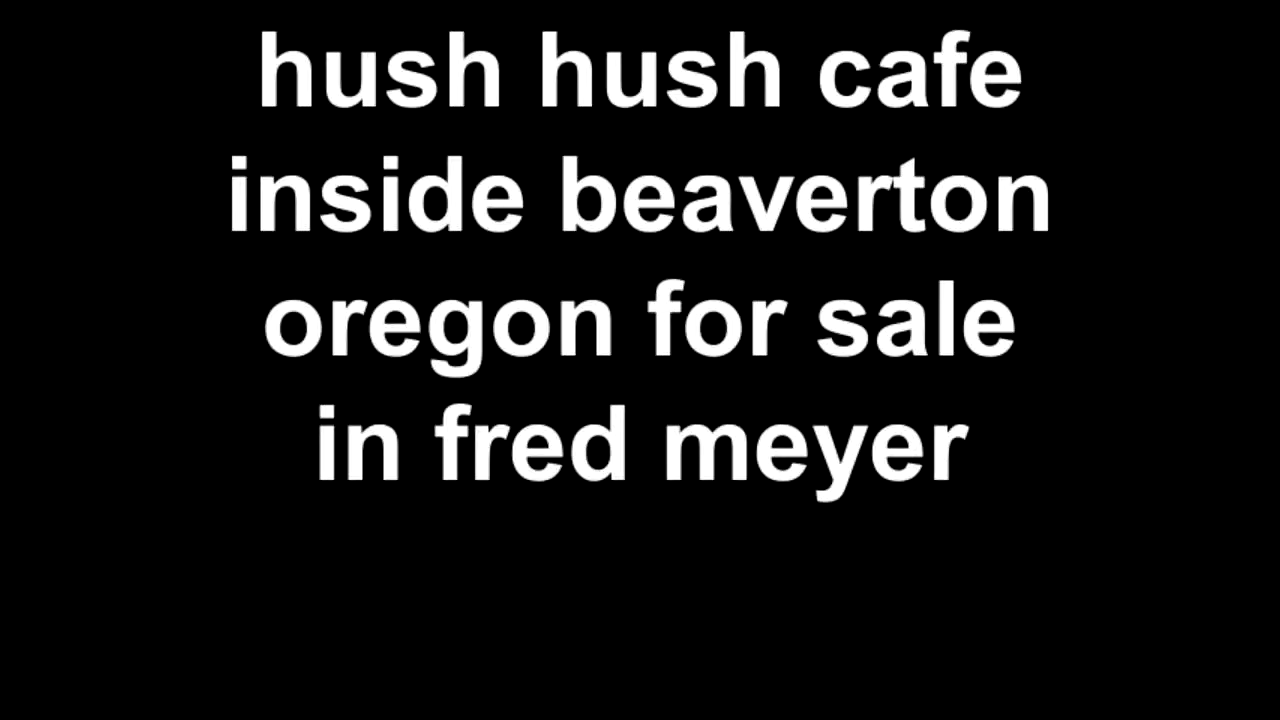 hush hush cafe
inside beaverton
oregon for sale
in fred meyer